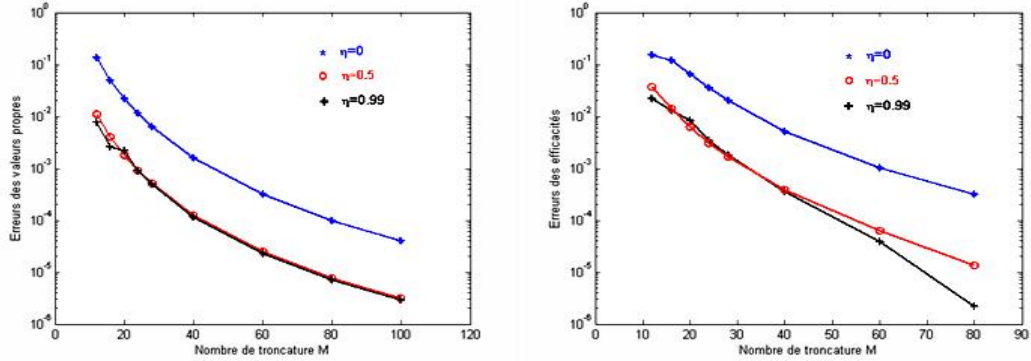 10^0
10^-1
10^-2
10^-3
10^-4
10^-5
10^-6
Erreurs des valeurs propres
η=0
η=0.5
η=0.99
0 20 40 60 80 100 120
Nombre de troncature M
10^0
10^-1
10^-2
10^-3
10^-4
10^-5
10^-6
Erreurs des efficacités
η=0
η=0.5
η=0.99
0 10 20 30 40 50 60 70 80 90
Nombre de troncature M